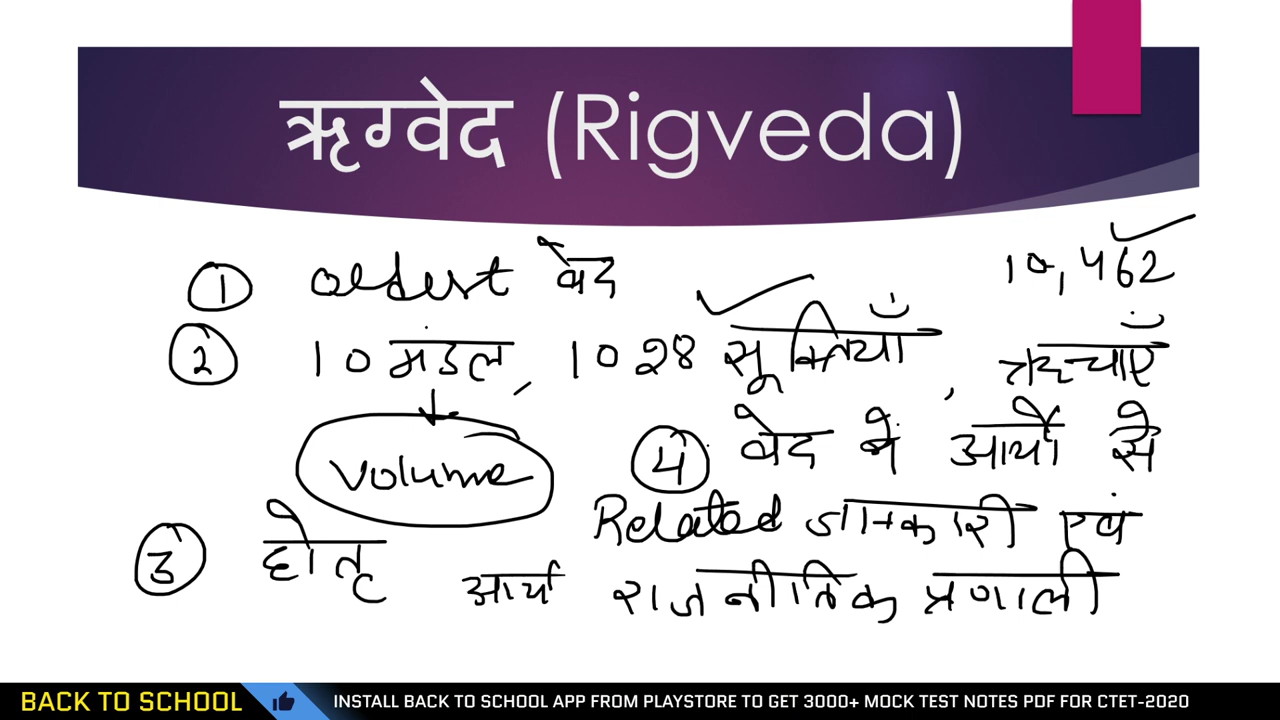 ऋग्वेद (Rigveda)
① oldest वेद 10,462
② 10 मंडल, 1028 सूक्तियाँ, ऋचाएँ
volume
④ वेद में आर्यों से
Related जानकारी एवं
③ होतृ
आर्य राजनीतिक प्रणाली
BACK TO SCHOOL INSTALL BACK TO SCHOOL APP FROM PLAYSTORE TO GET 3000+ MOCK TEST NOTES PDF FOR CTET-2020